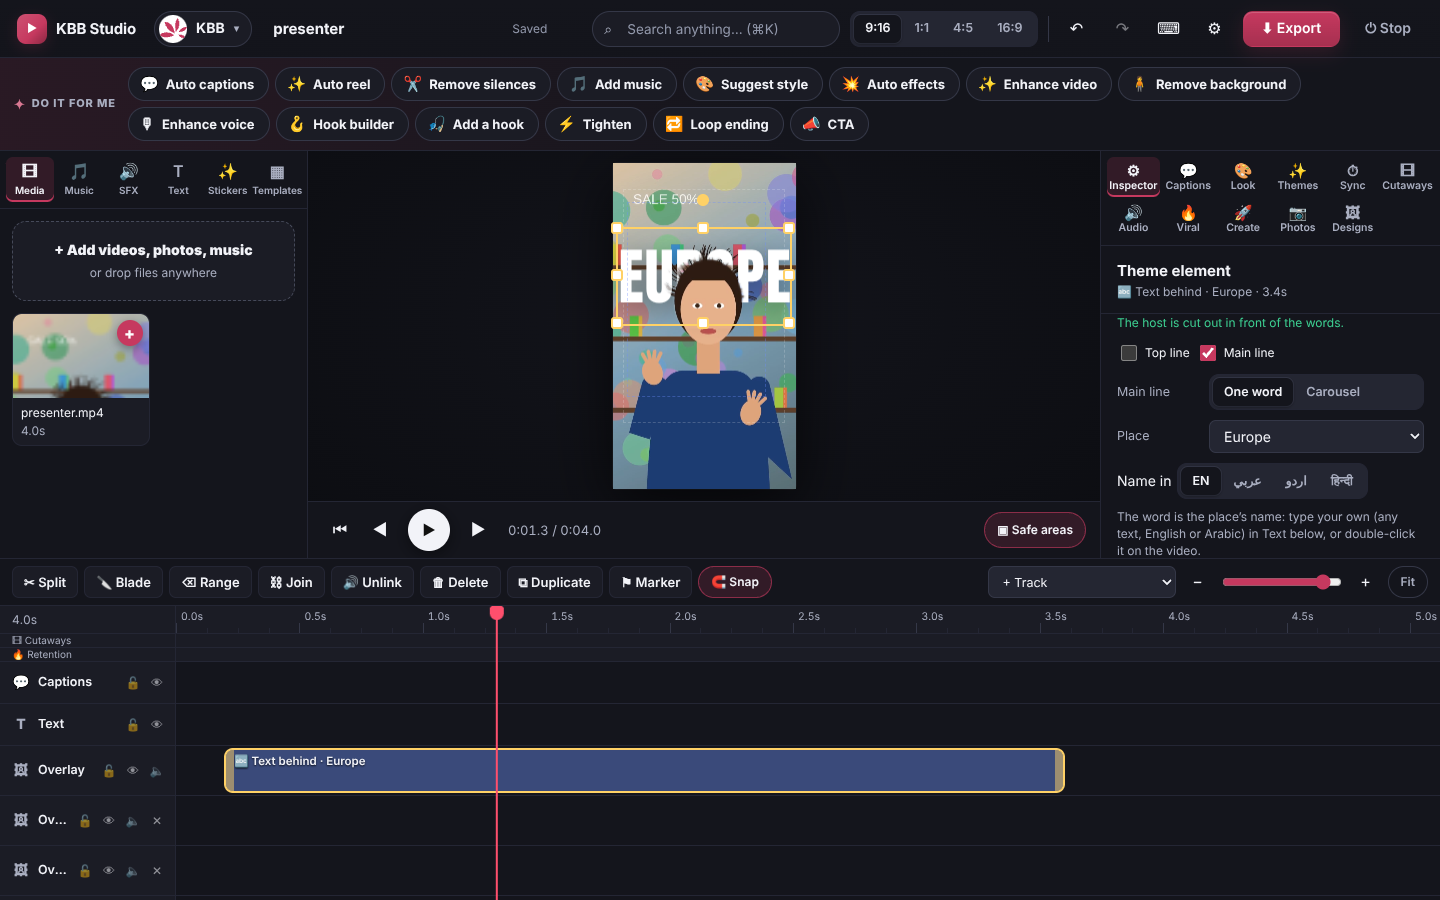 KBB Studio
KBB
presenter
Saved
Search anything... (⌘K)
9:16
1:1
4:5
16:9
Export
Stop
DO IT FOR ME
Auto captions
Auto reel
Remove silences
Add music
Suggest style
Auto effects
Enhance video
Remove background
Enhance voice
Hook builder
Add a hook
Tighten
Loop ending
CTA
Media
Music
SFX
Text
Stickers
Templates
+ Add videos, photos, music
or drop files anywhere
presenter.mp4
4.0s
SALE 50%
EUROPE
0:01.3 / 0:04.0
Safe areas
Inspector
Captions
Look
Themes
Sync
Cutaways
Audio
Viral
Create
Photos
Designs
Theme element
Text behind · Europe · 3.4s
The host is cut out in front of the words.
Top line
Main line
Main line
One word
Carousel
Place
Europe
Name in
EN
عربي
اردو
हिन्दी
The word is the place's name: type your own (any
text, English or Arabic) in Text below, or double-click
it on the video.
Split
Blade
Range
Join
Unlink
Delete
Duplicate
Marker
Snap
+ Track
−
+
Fit
4.0s
0.0s
0.5s
1.0s
1.5s
2.0s
2.5s
3.0s
3.5s
4.0s
4.5s
5.0s
Cutaways
Retention
Captions
T Text
Overlay
Text behind · Europe
Ov...
Ov...